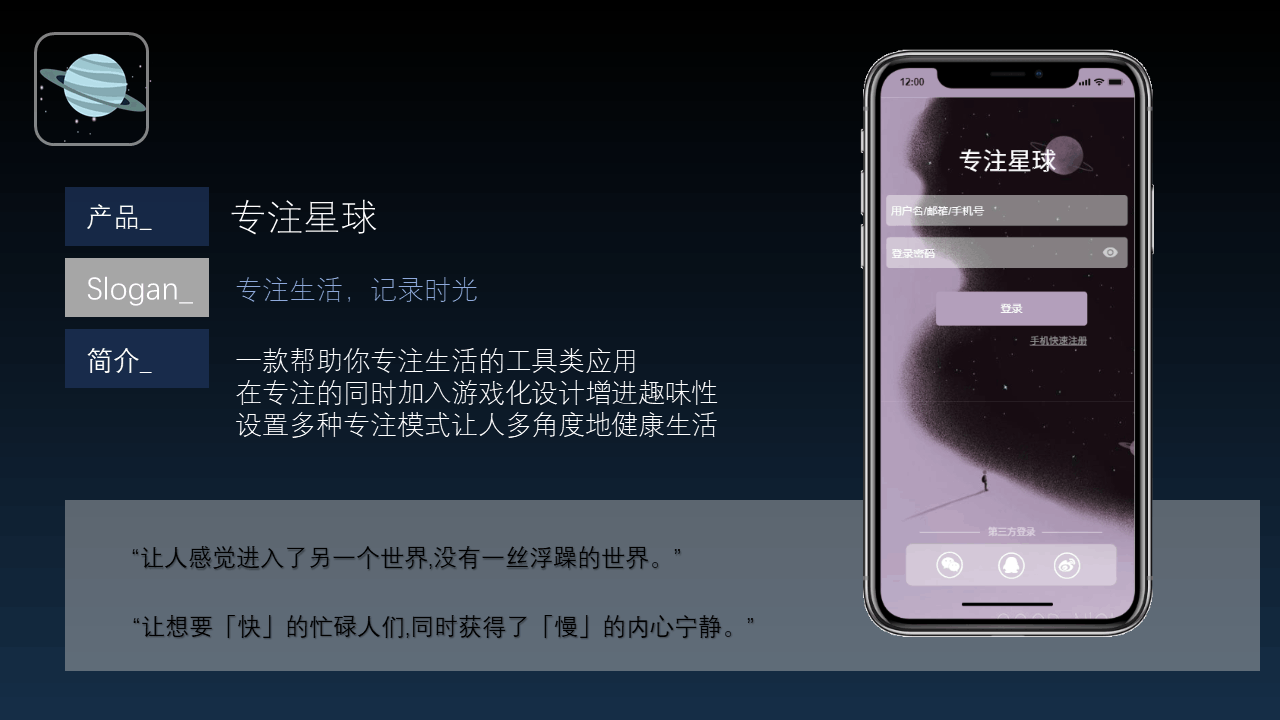 产品_
专注星球
Slogan_
专注生活，记录时光
简介_
一款帮助你专注生活的工具类应用
在专注的同时加入游戏化设计增进趣味性
设置多种专注模式让人多角度地健康生活
“让人感觉进入了另一个世界,没有一丝浮躁的世界。”
“让想要「快」的忙碌人们,同时获得了「慢」的内心宁静。”
12:00
专注星球
用户名/邮箱/手机号
登录密码
登录
手机快速注册
第三方登录